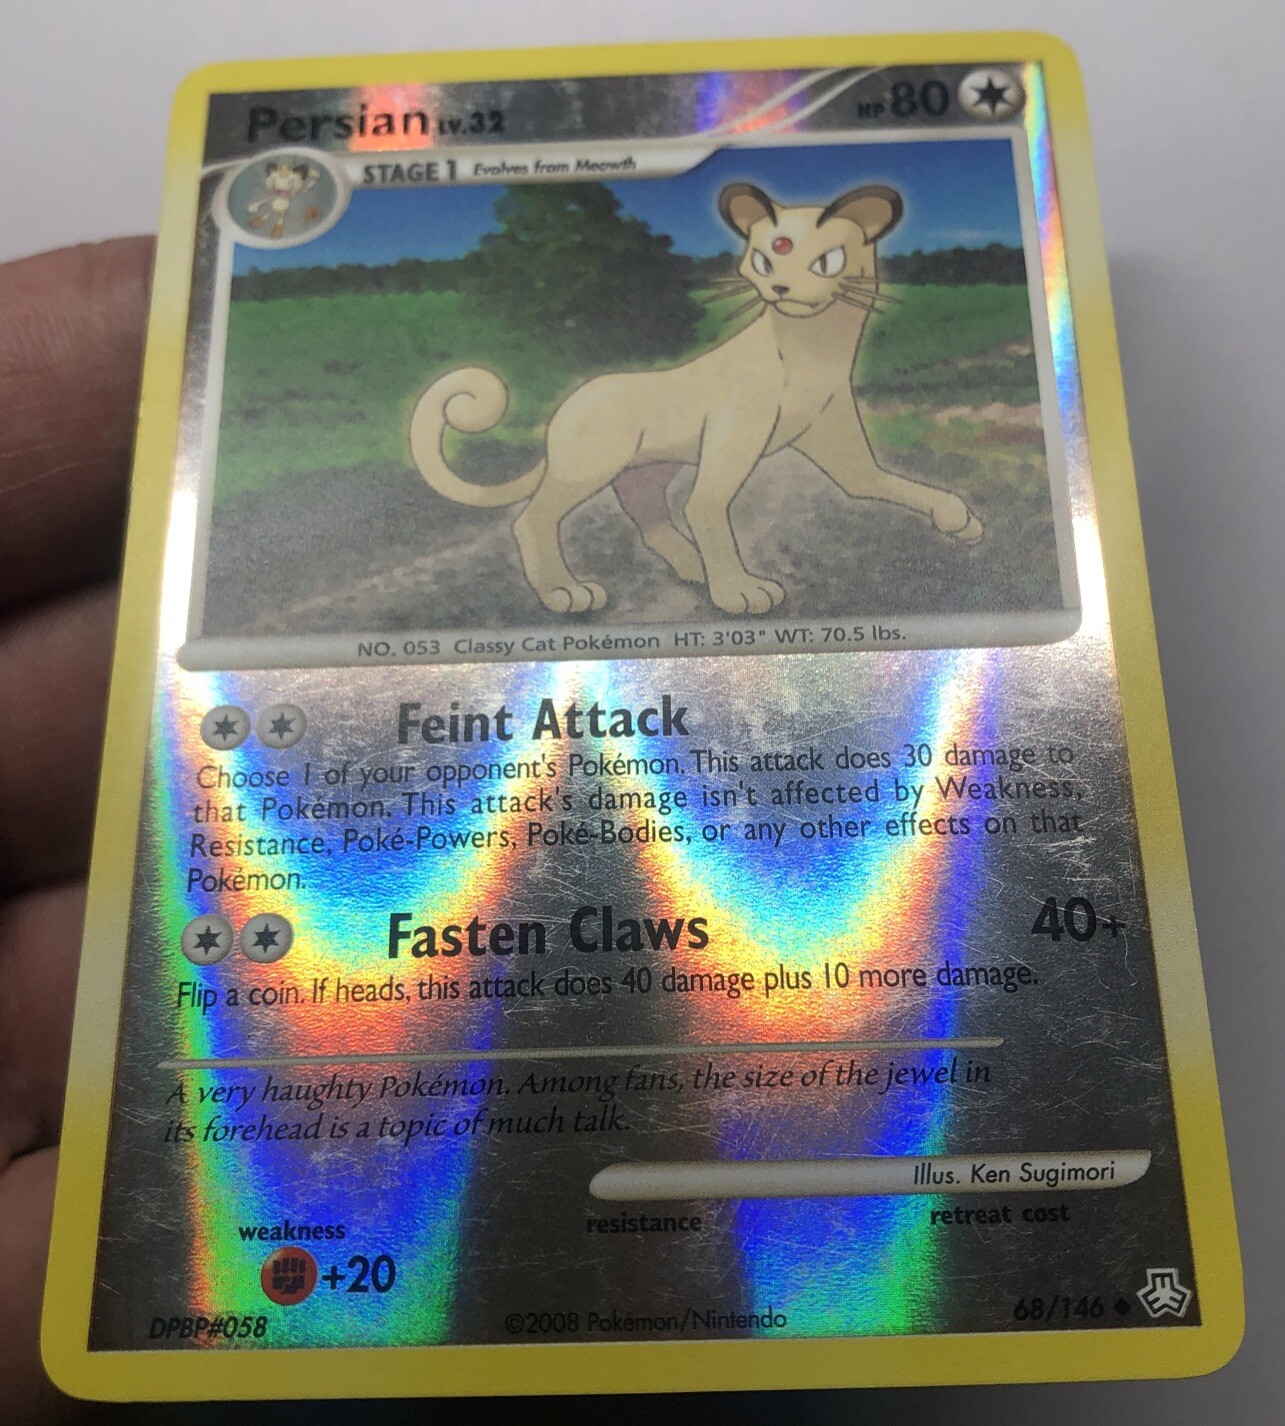 Persian LV.32
HP 80
STAGE 1 Evolves from Meowth
NO. 053 Classy Cat Pokémon HT: 3'03" WT: 70.5 lbs.
Feint Attack
Choose 1 of your opponent's Pokémon. This attack does 30 damage to
that Pokémon. This attack's damage isn't affected by Weakness,
Resistance, Poké-Powers, Poké-Bodies, or any other effects on that
Pokémon.
Fasten Claws 40+
Flip a coin. If heads, this attack does 40 damage plus 10 more damage.
A very haughty Pokémon. Among fans, the size of the jewel in
its forehead is a topic of much talk.
Illus. Ken Sugimori
weakness resistance retreat cost
+20
DPBP#058 ©2008 Pokémon/Nintendo 68/146